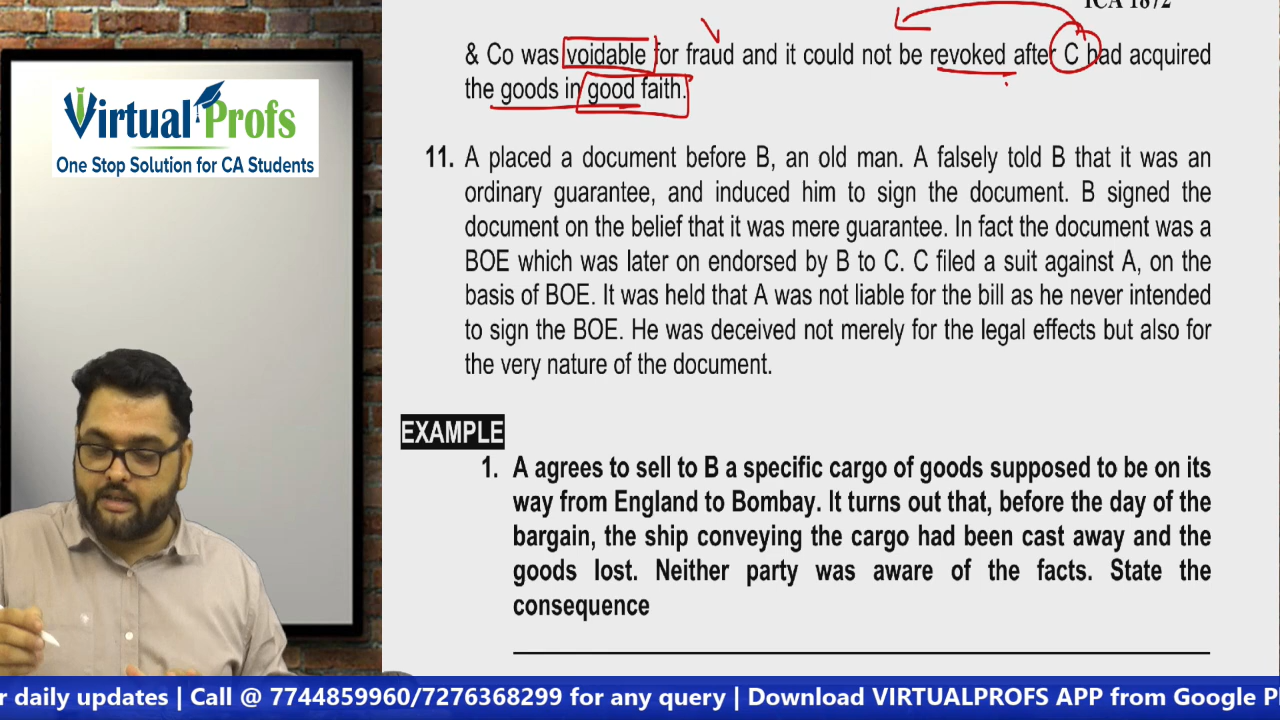 ICA 1872
& Co was voidable for fraud and it could not be revoked after C had acquired
the goods in good faith.
Virtual Profs
One Stop Solution for CA Students
11. A placed a document before B, an old man. A falsely told B that it was an
ordinary guarantee, and induced him to sign the document. B signed the
document on the belief that it was mere guarantee. In fact the document was a
BOE which was later on endorsed by B to C. C filed a suit against A, on the
basis of BOE. It was held that A was not liable for the bill as he never intended
to sign the BOE. He was deceived not merely for the legal effects but also for
the very nature of the document.
EXAMPLE
1. A agrees to sell to B a specific cargo of goods supposed to be on its
way from England to Bombay. It turns out that, before the day of the
bargain, the ship conveying the cargo had been cast away and the
goods lost. Neither party was aware of the facts. State the
consequence
r daily updates | Call @ 7744859960/7276368299 for any query | Download VIRTUALPROFS APP from Google P